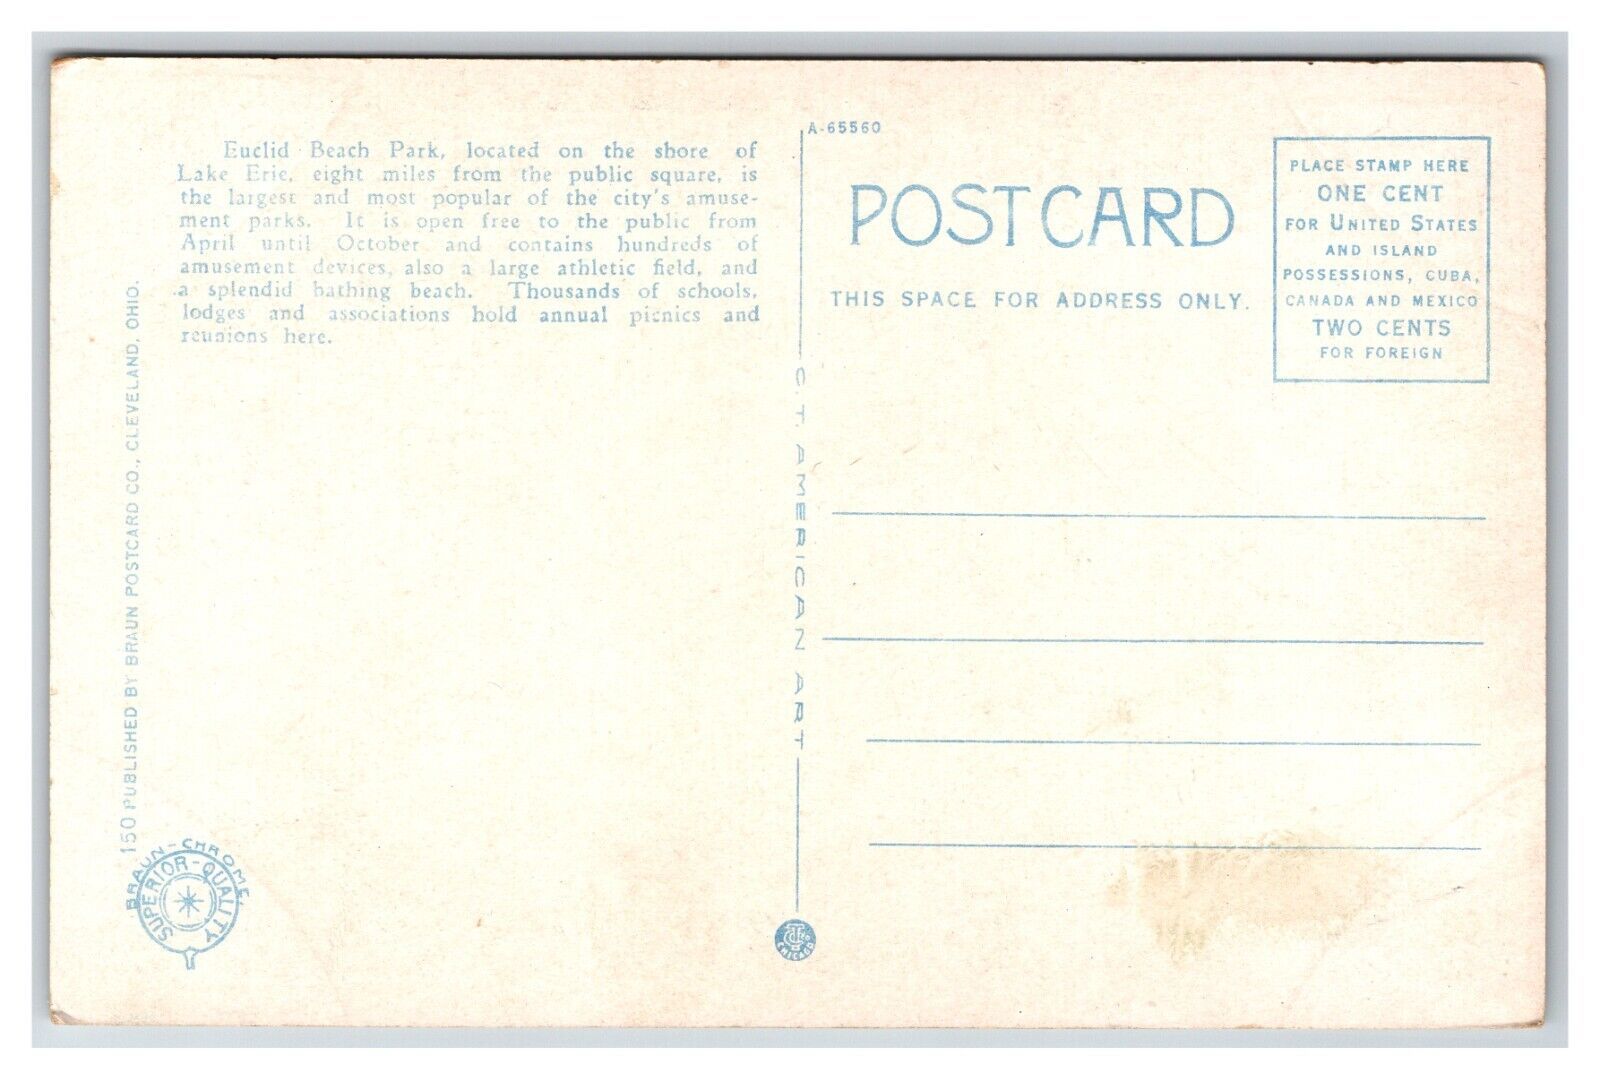 Euclid Beach Park, located on the shore of
Lake Erie, eight miles from the public square, is
the largest and most popular of the city's amuse-
ment parks. It is open free to the public from
April until October and contains hundreds of
amusement devices, also a large athletic field, and
a splendid bathing beach. Thousands of schools,
lodges and associations hold annual picnics and
reunions here.
150 PUBLISHED BY BRAUN POSTCARD CO., CLEVELAND, OHIO.
BRAUN-CHROME
SUPERIOR-QUALITY
C.T. AMERICAN ART
CHICAGO
A-65560
POST CARD
THIS SPACE FOR ADDRESS ONLY.
PLACE STAMP HERE
ONE CENT
FOR UNITED STATES
AND ISLAND
POSSESSIONS, CUBA,
CANADA AND MEXICO
TWO CENTS
FOR FOREIGN